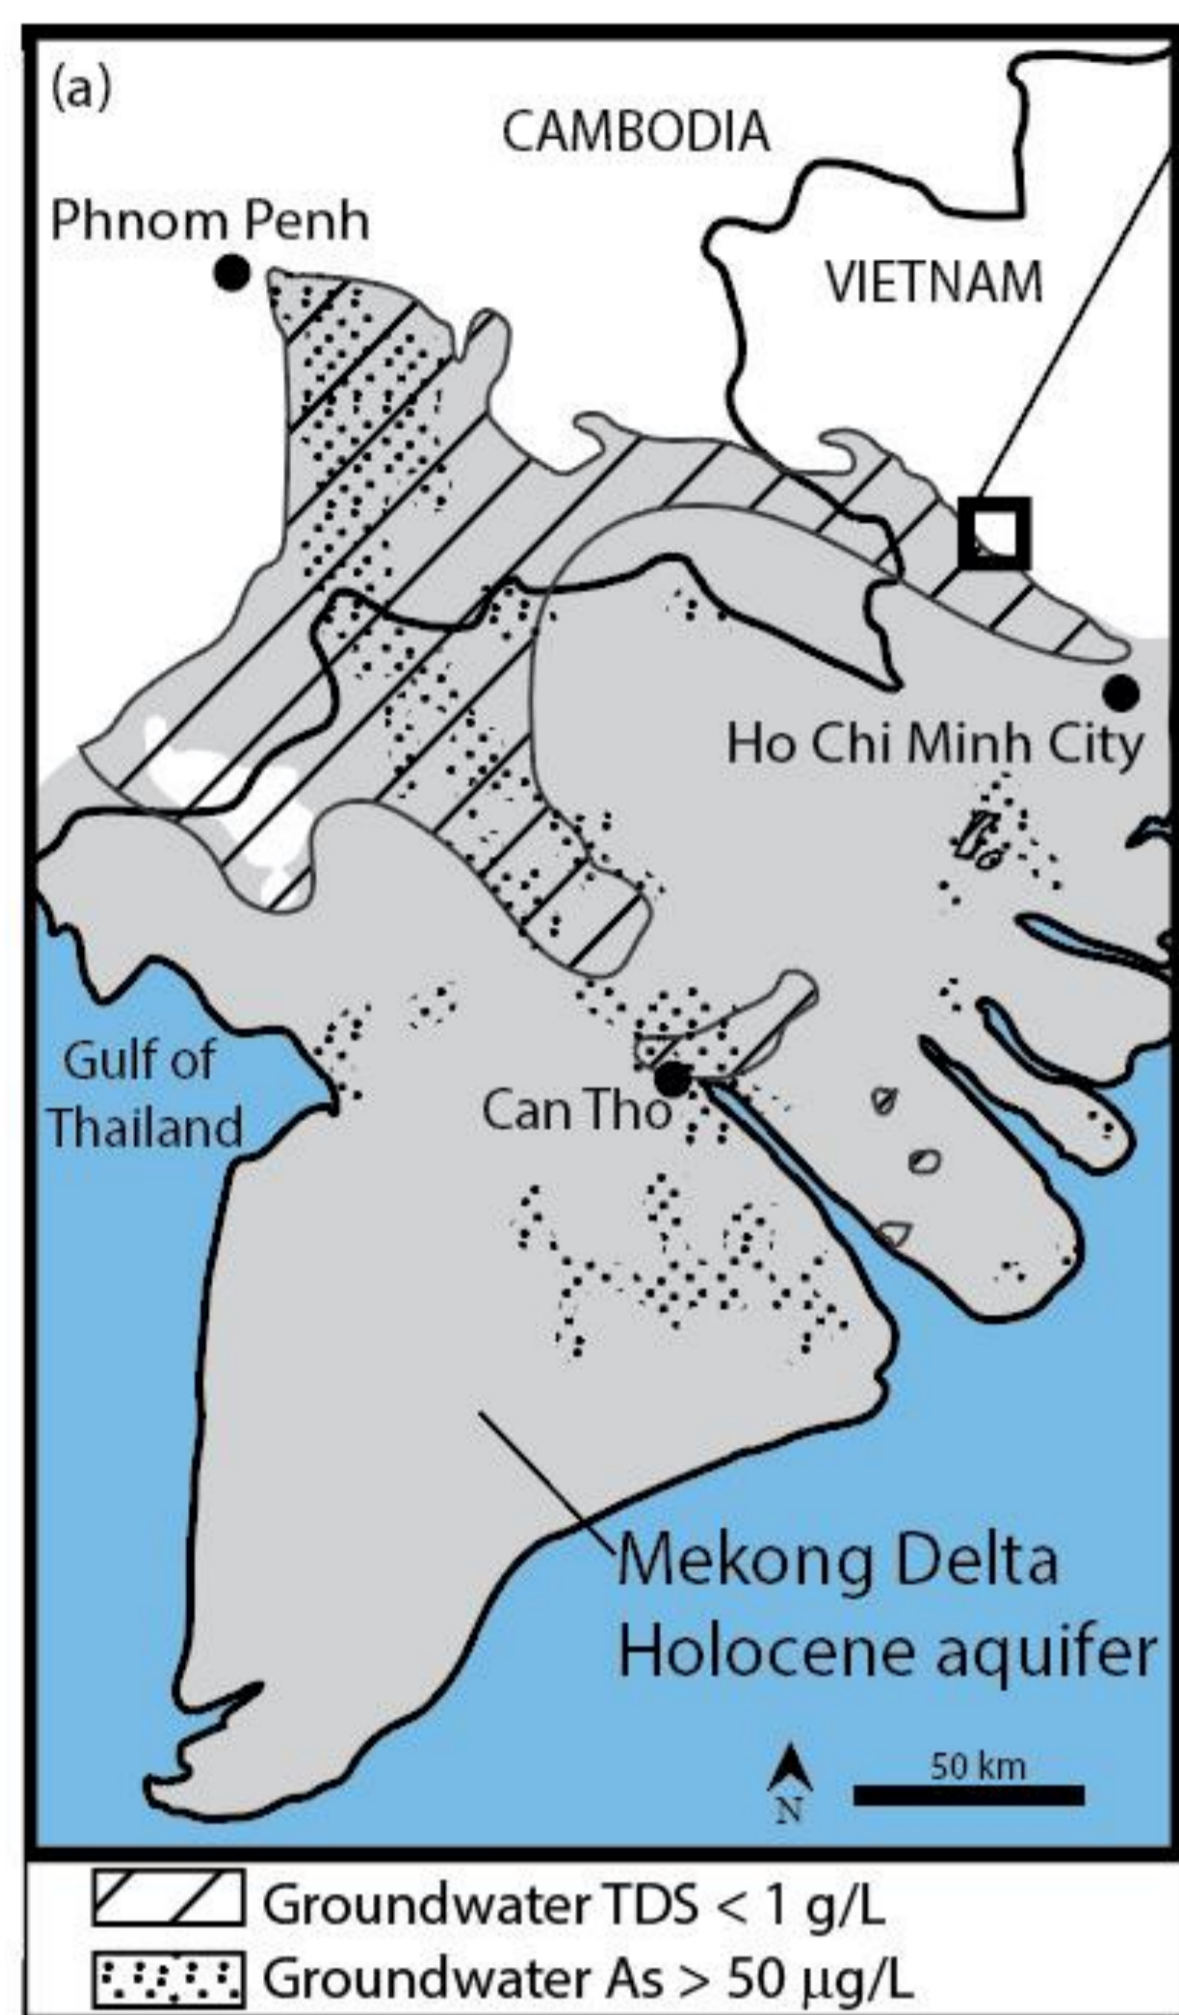 (a)
CAMBODIA
Phnom Penh
VIETNAM
Ho Chi Minh City
Gulf of
Thailand
Can Tho
Mekong Delta
Holocene aquifer
50 km
N
Groundwater TDS < 1 g/L
Groundwater As > 50 μg/L